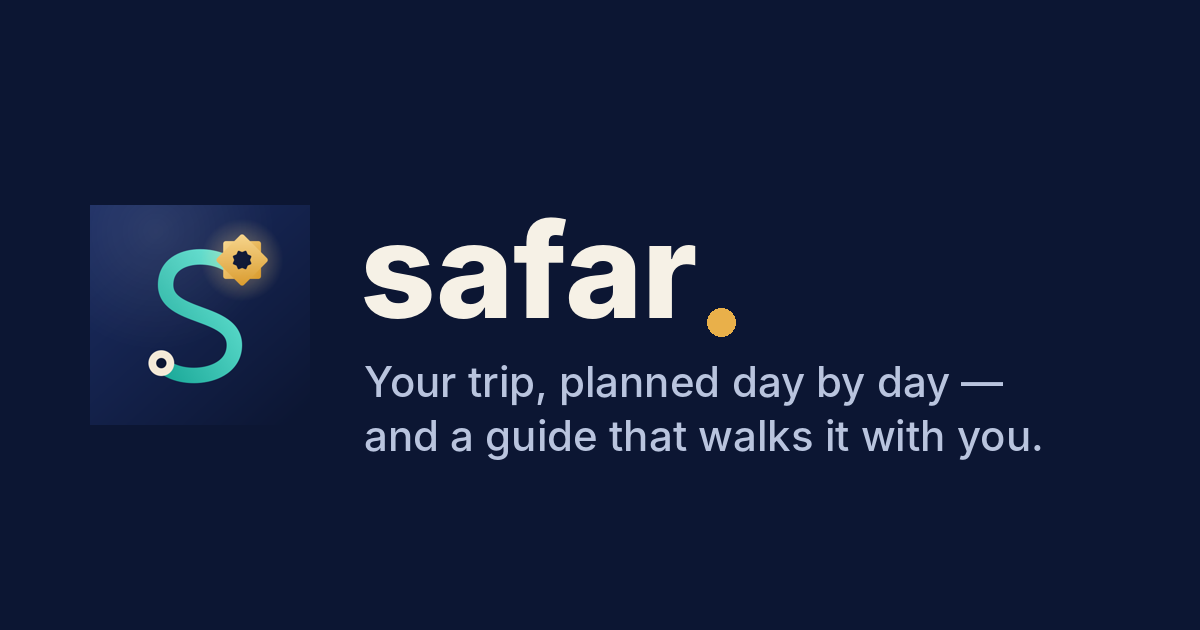 safar.
Your trip, planned day by day —
and a guide that walks it with you.